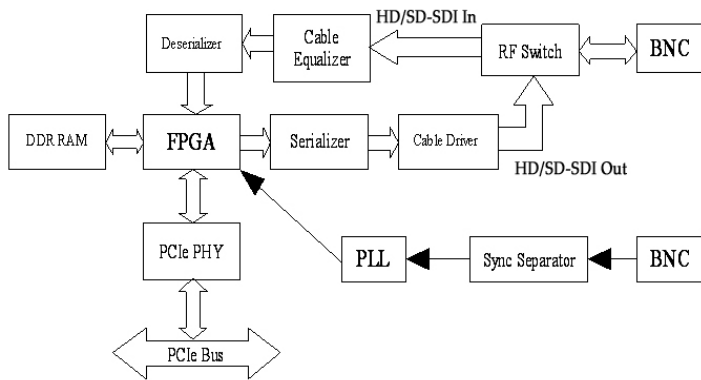 HD/SD-SDI In
Deserializer
Cable
Equalizer
RF Switch
BNC
DDR RAM
FPGA
Serializer
Cable Driver
HD/SD-SDI Out
PCIe PHY
PLL
Sync Separator
BNC
PCIe Bus